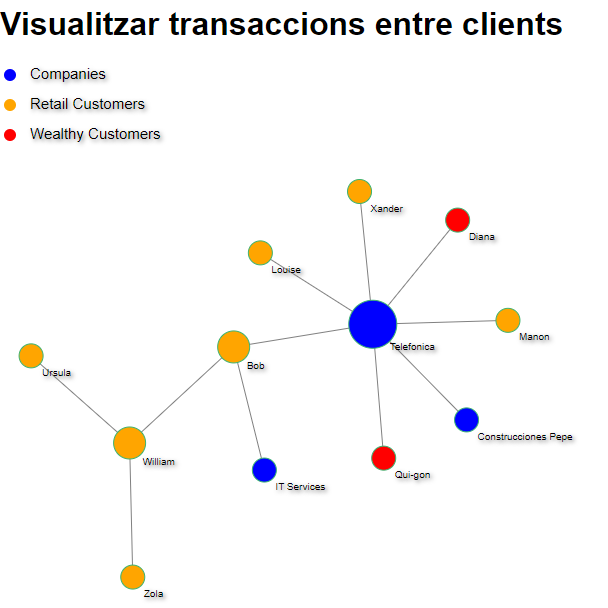 Visualitzar transaccions entre clients
Companies
Retail Customers
Wealthy Customers
Xander
Diana
Louise
Manon
Telefonica
Bob
Ursula
Construcciones Pepe
William
Qui-gon
IT Services
Zola